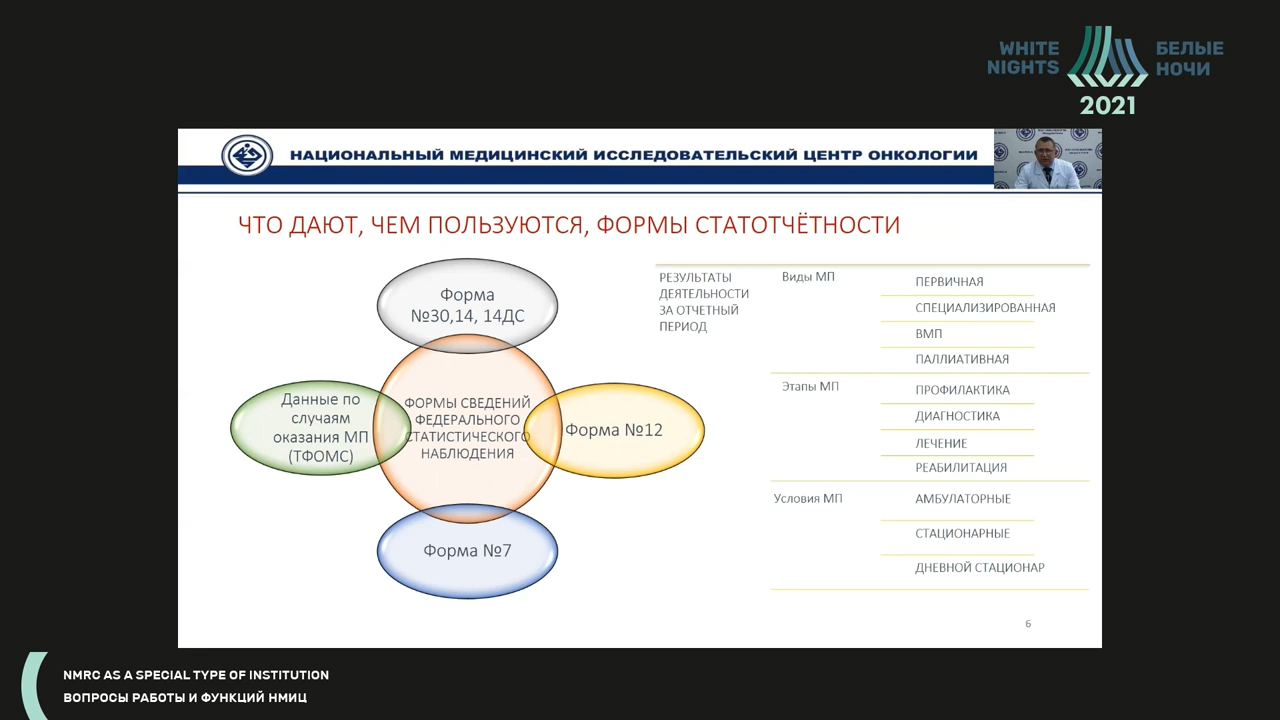 WHITE
NIGHTS
БЕЛЫЕ
НОЧИ
2021
НАЦИОНАЛЬНЫЙ МЕДИЦИНСКИЙ ИССЛЕДОВАТЕЛЬСКИЙ ЦЕНТР ОНКОЛОГИИ
ЧТО ДАЮТ, ЧЕМ ПОЛЬЗУЮТСЯ, ФОРМЫ СТАТОТЧЁТНОСТИ
Форма
№30,14, 14ДС
Данные по
случаям
оказания МП
(ТФОМС)
ФОРМЫ СВЕДЕНИЙ
ФЕДЕРАЛЬНОГО
СТАТИСТИЧЕСКОГО
НАБЛЮДЕНИЯ
Форма №12
Форма №7
РЕЗУЛЬТАТЫ
ДЕЯТЕЛЬНОСТИ
ЗА ОТЧЕТНЫЙ
ПЕРИОД
Виды МП
ПЕРВИЧНАЯ
СПЕЦИАЛИЗИРОВАННАЯ
ВМП
ПАЛЛИАТИВНАЯ
Этапы МП
ПРОФИЛАКТИКА
ДИАГНОСТИКА
ЛЕЧЕНИЕ
РЕАБИЛИТАЦИЯ
Условия МП
АМБУЛАТОРНЫЕ
СТАЦИОНАРНЫЕ
ДНЕВНОЙ СТАЦИОНАР
6
NMRC AS A SPECIAL TYPE OF INSTITUTION
ВОПРОСЫ РАБОТЫ И ФУНКЦИЙ НМИЦ